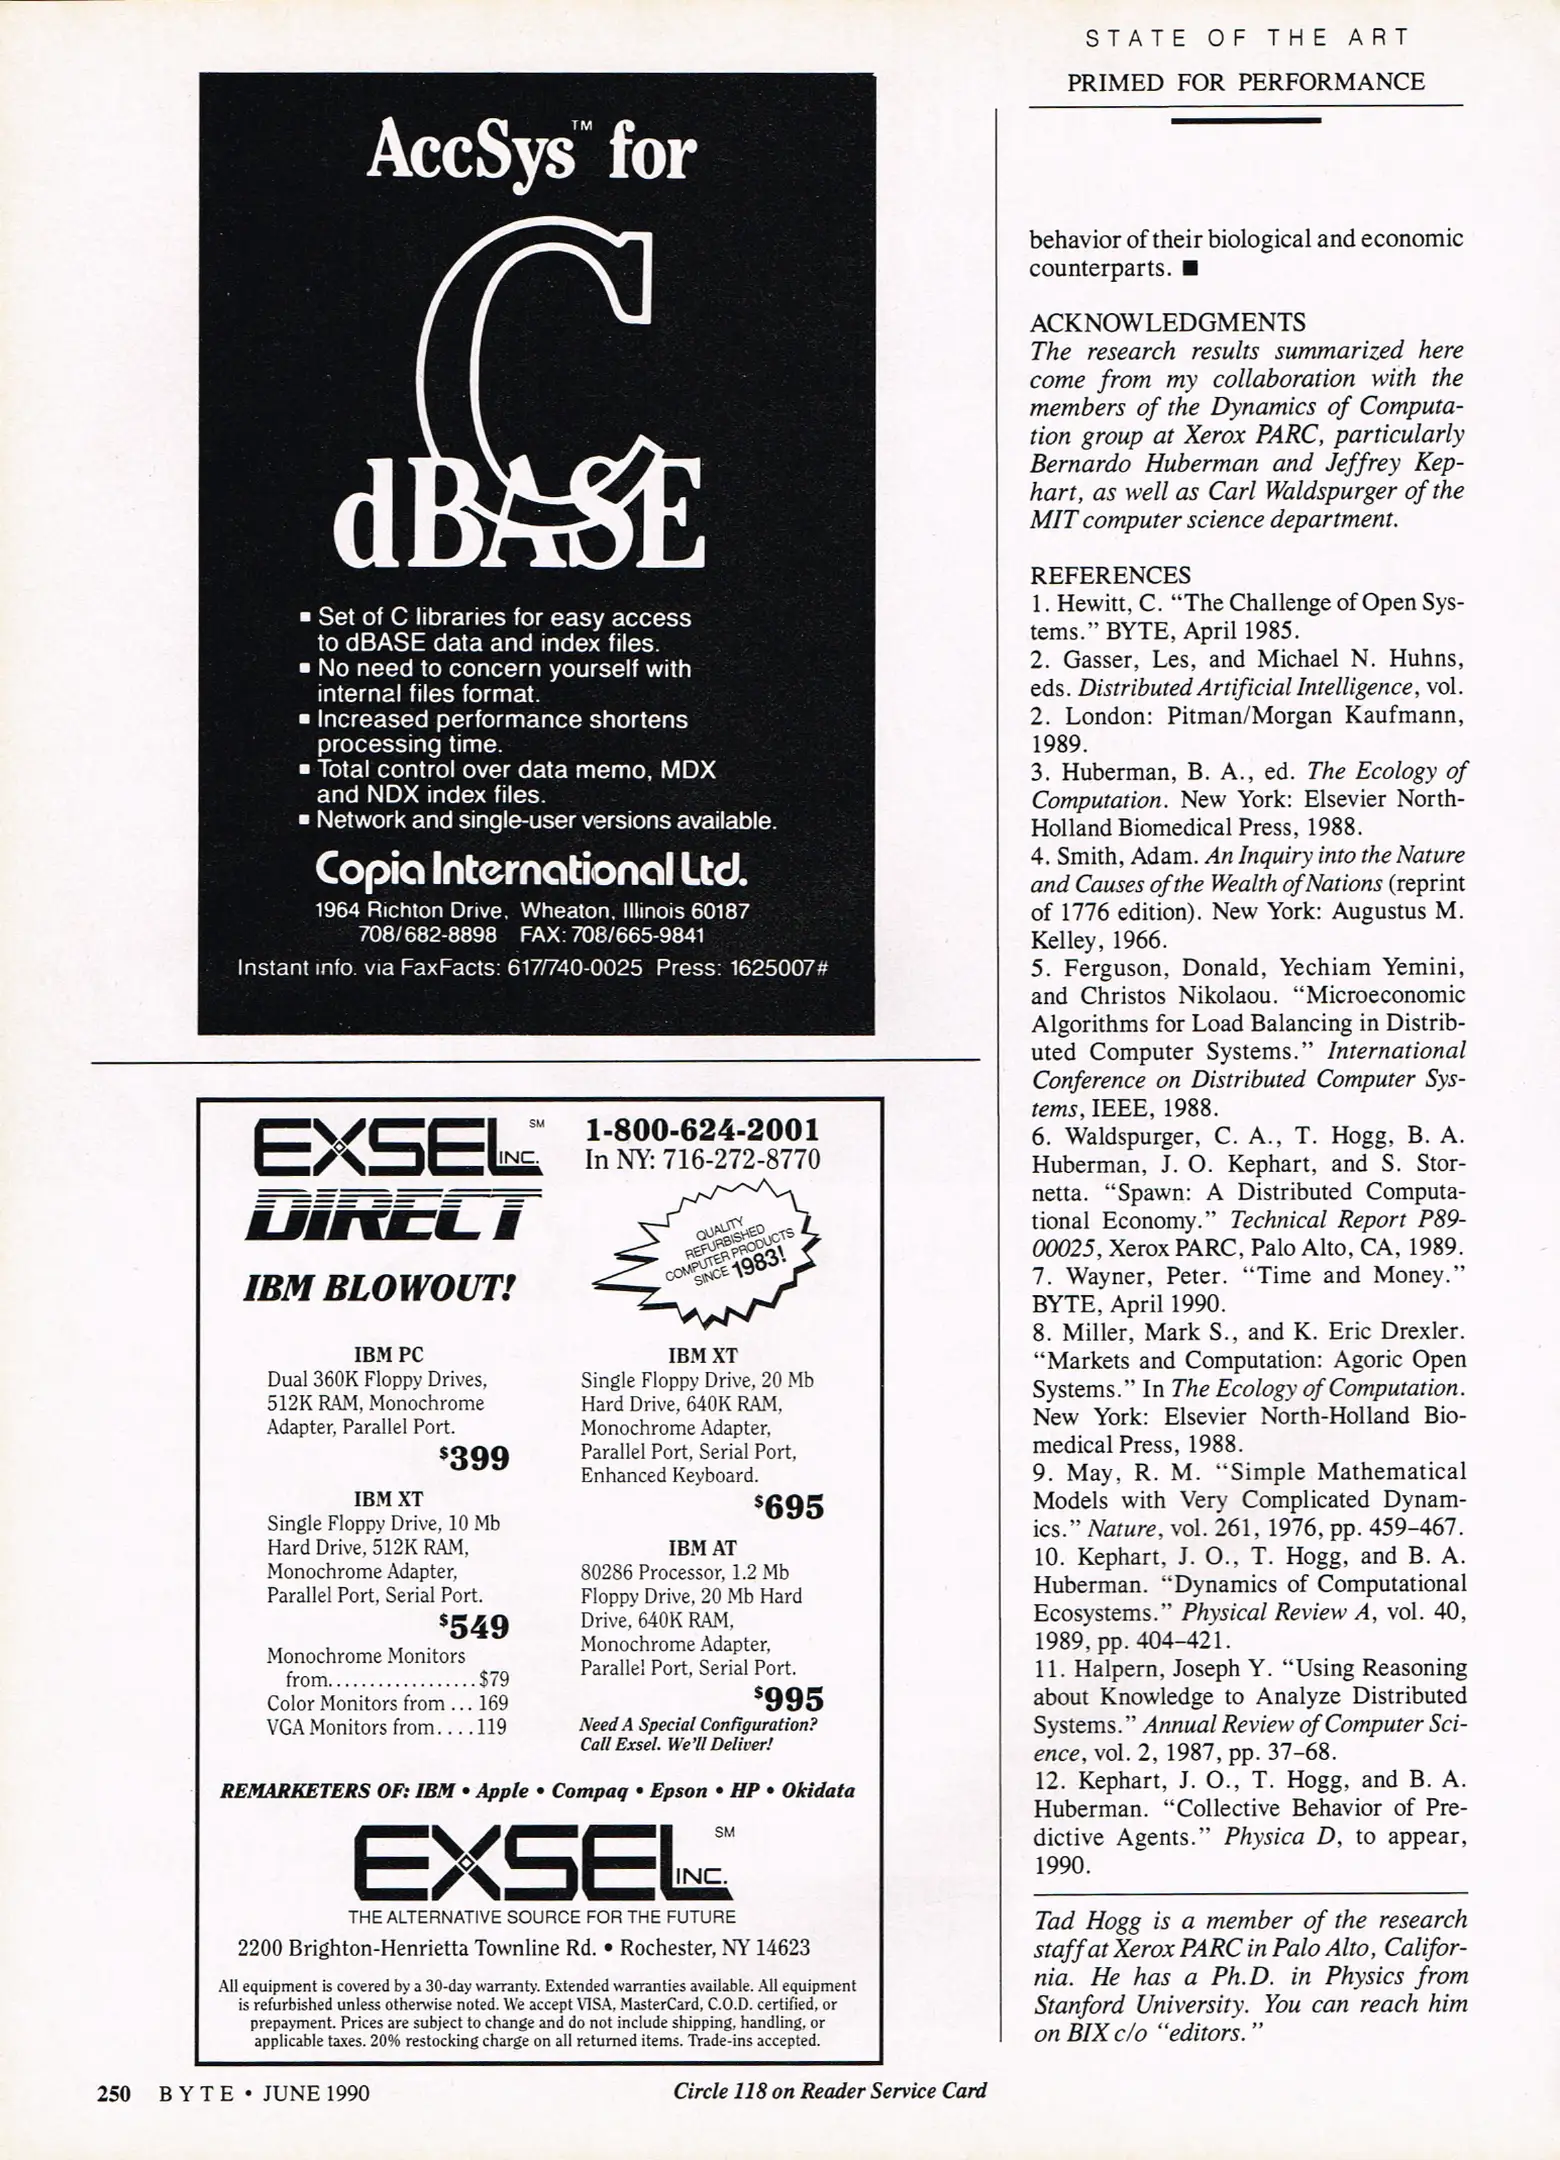 STATE OF THE ART
PRIMED FOR PERFORMANCE
AccSys™ for
C
dBASE
▪ Set of C libraries for easy access
to dBASE data and index files.
▪ No need to concern yourself with
internal files format.
▪ Increased performance shortens
processing time.
▪ Total control over data memo, MDX
and NDX index files.
▪ Network and single-user versions available.
Copia International Ltd.
1964 Richton Drive, Wheaton, Illinois 60187
708/682-8898 FAX: 708/665-9841
Instant info. via FaxFacts: 617/740-0025 Press: 1625007#
EXSEL INC. SM
DIRECT
1-800-624-2001
In NY: 716-272-8770
QUALITY
REFURBISHED
COMPUTER PRODUCTS
SINCE 1983!
IBM BLOWOUT!
IBM PC
Dual 360K Floppy Drives,
512K RAM, Monochrome
Adapter, Parallel Port.
$399
IBM XT
Single Floppy Drive, 10 Mb
Hard Drive, 512K RAM,
Monochrome Adapter,
Parallel Port, Serial Port.
$549
Monochrome Monitors
from..................$79
Color Monitors from ... 169
VGA Monitors from....119
IBM XT
Single Floppy Drive, 20 Mb
Hard Drive, 640K RAM,
Monochrome Adapter,
Parallel Port, Serial Port,
Enhanced Keyboard.
$695
IBM AT
80286 Processor, 1.2 Mb
Floppy Drive, 20 Mb Hard
Drive, 640K RAM,
Monochrome Adapter,
Parallel Port, Serial Port.
$995
Need A Special Configuration?
Call Exsel. We'll Deliver!
REMARKETERS OF: IBM • Apple • Compaq • Epson • HP • Okidata
EXSEL INC. SM
THE ALTERNATIVE SOURCE FOR THE FUTURE
2200 Brighton-Henrietta Townline Rd. • Rochester, NY 14623
All equipment is covered by a 30-day warranty. Extended warranties available. All equipment
is refurbished unless otherwise noted. We accept VISA, MasterCard, C.O.D. certified, or
prepayment. Prices are subject to change and do not include shipping, handling, or
applicable taxes. 20% restocking charge on all returned items. Trade-ins accepted.
behavior of their biological and economic
counterparts. ■
ACKNOWLEDGMENTS
The research results summarized here
come from my collaboration with the
members of the Dynamics of Computa-
tion group at Xerox PARC, particularly
Bernardo Huberman and Jeffrey Kep-
hart, as well as Carl Waldspurger of the
MIT computer science department.
REFERENCES
1. Hewitt, C. “The Challenge of Open Sys-
tems.” BYTE, April 1985.
2. Gasser, Les, and Michael N. Huhns,
eds. Distributed Artificial Intelligence, vol.
2. London: Pitman/Morgan Kaufmann,
1989.
3. Huberman, B. A., ed. The Ecology of
Computation. New York: Elsevier North-
Holland Biomedical Press, 1988.
4. Smith, Adam. An Inquiry into the Nature
and Causes of the Wealth of Nations (reprint
of 1776 edition). New York: Augustus M.
Kelley, 1966.
5. Ferguson, Donald, Yechiam Yemini,
and Christos Nikolaou. “Microeconomic
Algorithms for Load Balancing in Distrib-
uted Computer Systems.” International
Conference on Distributed Computer Sys-
tems, IEEE, 1988.
6. Waldspurger, C. A., T. Hogg, B. A.
Huberman, J. O. Kephart, and S. Stor-
netta. “Spawn: A Distributed Computa-
tional Economy.” Technical Report P89-
00025, Xerox PARC, Palo Alto, CA, 1989.
7. Wayner, Peter. “Time and Money.”
BYTE, April 1990.
8. Miller, Mark S., and K. Eric Drexler.
“Markets and Computation: Agoric Open
Systems.” In The Ecology of Computation.
New York: Elsevier North-Holland Bio-
medical Press, 1988.
9. May, R. M. “Simple Mathematical
Models with Very Complicated Dynam-
ics.” Nature, vol. 261, 1976, pp. 459–467.
10. Kephart, J. O., T. Hogg, and B. A.
Huberman. “Dynamics of Computational
Ecosystems.” Physical Review A, vol. 40,
1989, pp. 404–421.
11. Halpern, Joseph Y. “Using Reasoning
about Knowledge to Analyze Distributed
Systems.” Annual Review of Computer Sci-
ence, vol. 2, 1987, pp. 37–68.
12. Kephart, J. O., T. Hogg, and B. A.
Huberman. “Collective Behavior of Pre-
dictive Agents.” Physica D, to appear,
1990.
Tad Hogg is a member of the research
staff at Xerox PARC in Palo Alto, Califor-
nia. He has a Ph.D. in Physics from
Stanford University. You can reach him
on BIX c/o “editors.”
250 BYTE • JUNE 1990
Circle 118 on Reader Service Card